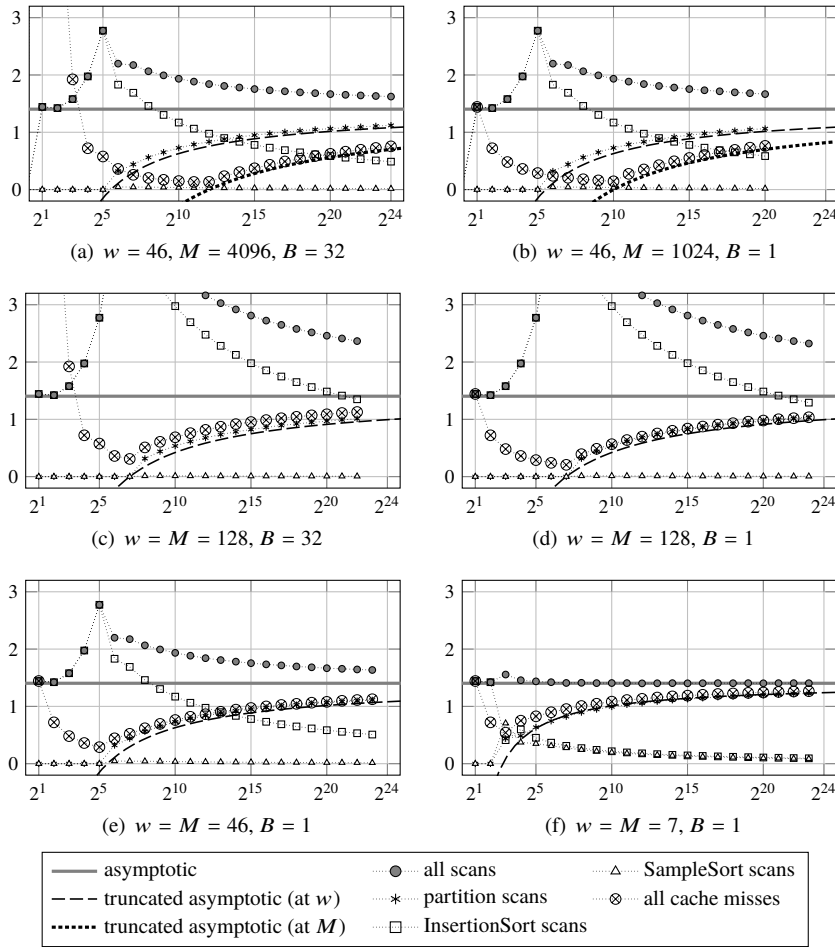 3
2
1
0
2^1 2^5 2^10 2^15 2^20 2^24
(a) w = 46, M = 4096, B = 32
3
2
1
0
2^1 2^5 2^10 2^15 2^20 2^24
(b) w = 46, M = 1024, B = 1
3
2
1
0
2^1 2^5 2^10 2^15 2^20 2^24
(c) w = M = 128, B = 32
3
2
1
0
2^1 2^5 2^10 2^15 2^20 2^24
(d) w = M = 128, B = 1
3
2
1
0
2^1 2^5 2^10 2^15 2^20 2^24
(e) w = M = 46, B = 1
3
2
1
0
2^1 2^5 2^10 2^15 2^20 2^24
(f) w = M = 7, B = 1
asymptotic
truncated asymptotic (at w)
truncated asymptotic (at M)
all scans
partition scans
InsertionSort scans
SampleSort scans
all cache misses